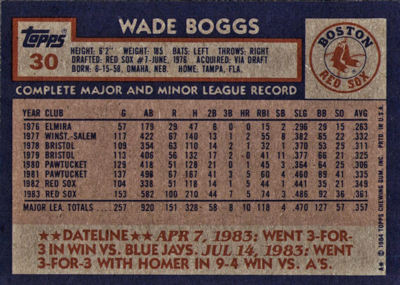 WADE BOGGS
Topps
30
HEIGHT: 6'2" WEIGHT: 185 BATS: LEFT THROWS: RIGHT
DRAFTED: RED SOX #7-JUNE, 1976 ACQUIRED: VIA DRAFT
BORN: 6-15-58, OMAHA, NEB. HOME: TAMPA, FLA.
BOSTON
RED SOX
COMPLETE MAJOR AND MINOR LEAGUE RECORD
YEAR CLUB G AB R H 2B 3B HR RBI SB SLG BB SO AVG
1976 ELMIRA 57 179 29 47 6 0 0 15 2 .296 29 15 .263
1977 WINST.-SALEM 117 422 67 140 13 1 2 55 8 .382 65 22 .332
1978 BRISTOL 109 354 63 110 14 2 1 32 1 .370 53 25 .311
1979 BRISTOL 113 406 56 132 17 2 0 41 11 .377 66 21 .325
1980 PAWTUCKET 129 418 51 128 21 0 1 45 3 .364 64 25 .306
1981 PAWTUCKET 137 498 67 167 41 3 5 60 4 .460 89 41 .335
1982 RED SOX 104 338 51 118 14 1 5 44 1 .441 35 21 .349
1983 RED SOX 153 582 100 210 44 7 5 74 3 .486 92 36 .361
MAJOR LEA. TOTALS 257 920 151 328 58 8 10 118 4 .470 127 57 .357
★★DATELINE★★ APR 7, 1983: WENT 3-FOR-
3 IN WIN VS. BLUE JAYS. JUL 14, 1983: WENT
3-FOR-3 WITH HOMER IN 9-4 WIN VS. A'S.
A★ © 1984 TOPPS CHEWING GUM, INC. PRTD. IN U.S.A.